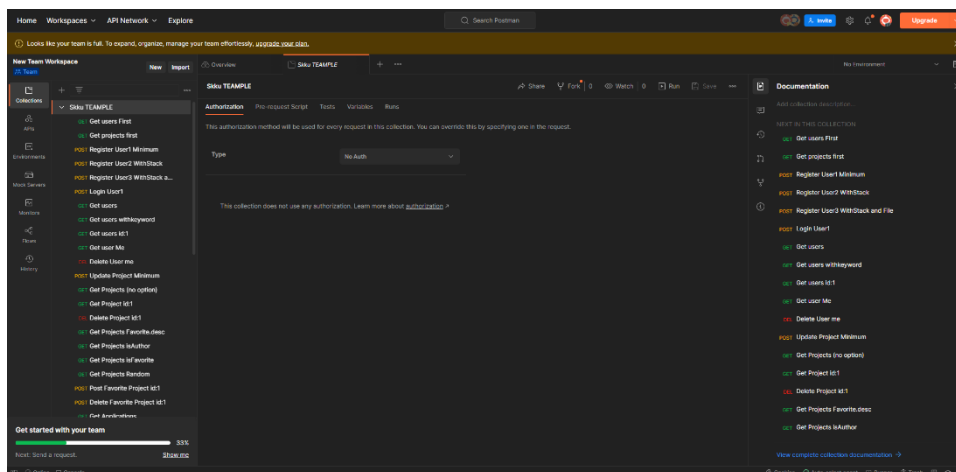 Home Workspaces API Network Explore
Search Postman
Invite
Upgrade
Looks like your team is full. To expand, organize, manage your team effortlessly, upgrade your plan.
New Team Workspace
Team
New Import
Overview
Skku TEAMPLE
No Environment
Collections
APIs
Environments
Mock Servers
Monitors
Flows
History
Skku TEAMPLE
GET Get users First
GET Get projects first
POST Register User1 Minimum
POST Register User2 WithStack
POST Register User3 WithStack a...
POST Login User1
GET Get users
GET Get users withkeyword
GET Get users id:1
GET Get user Me
DEL Delete User me
POST Update Project Minimum
GET Get Projects (no option)
GET Get Project id:1
DEL Delete Project id:1
GET Get Projects Favorite.desc
GET Get Projects isAuthor
GET Get Projects isFavorite
GET Get Projects Random
POST Post Favorite Project id:1
POST Delete Favorite Project id:1
GET Get Applications
Get started with your team
33%
Next: Send a request.
Show me
Skku TEAMPLE
Share Fork 0 Watch 0 Run Save
Authorization Pre-request Script Tests Variables Runs
This authorization method will be used for every request in this collection. You can override this by specifying one in the request.
Type
No Auth
This collection does not use any authorization. Learn more about authorization
Documentation
Add collection description...
NEXT IN THIS COLLECTION
GET Get users First
GET Get projects first
POST Register User1 Minimum
POST Register User2 WithStack
POST Register User3 WithStack and File
POST Login User1
GET Get users
GET Get users withkeyword
GET Get users id:1
GET Get user Me
DEL Delete User me
POST Update Project Minimum
GET Get Projects (no option)
GET Get Project id:1
DEL Delete Project id:1
GET Get Projects Favorite.desc
GET Get Projects isAuthor
View complete collection documentation →